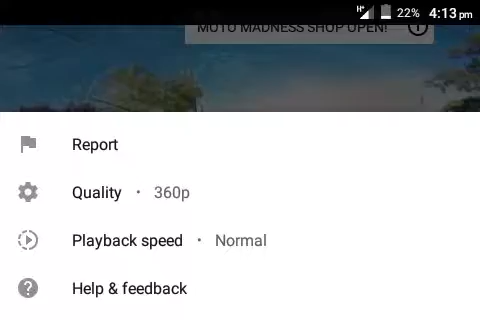 H+ 22% 4:13 pm
MOTO MADNESS SHOP OPEN!
Report
Quality • 360p
Playback speed • Normal
Help & feedback